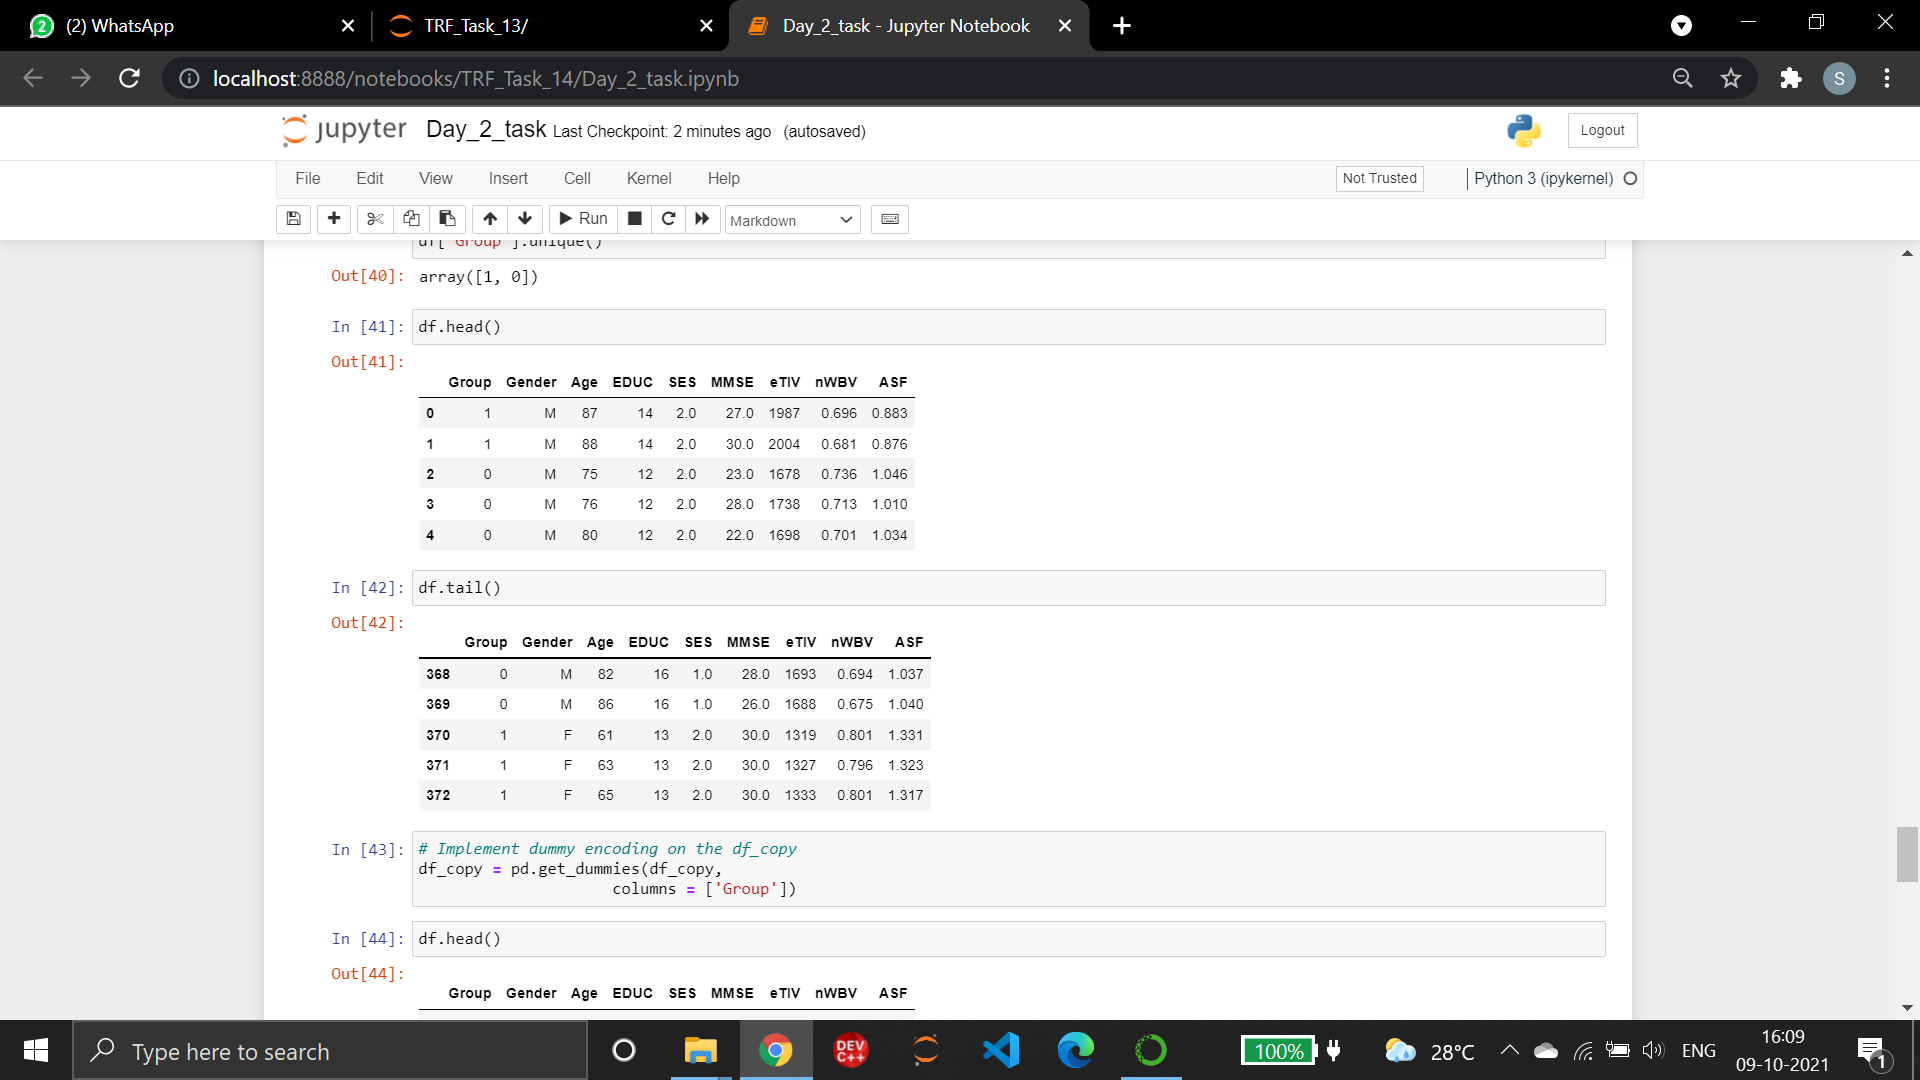 (2) WhatsApp
TRF_Task_13/
Day_2_task - Jupyter Notebook
localhost:8888/notebooks/TRF_Task_14/Day_2_task.ipynb
S
jupyter Day_2_task Last Checkpoint: 2 minutes ago (autosaved)
Logout
File Edit View Insert Cell Kernel Help
Not Trusted
Python 3 (ipykernel)
Run
Markdown
df['Group'].unique()
Out[40]: array([1, 0])
In [41]: df.head()
Out[41]:
Group Gender Age EDUC SES MMSE eTIV nWBV ASF
0 1 M 87 14 2.0 27.0 1987 0.696 0.883
1 1 M 88 14 2.0 30.0 2004 0.681 0.876
2 0 M 75 12 2.0 23.0 1678 0.736 1.046
3 0 M 76 12 2.0 28.0 1738 0.713 1.010
4 0 M 80 12 2.0 22.0 1698 0.701 1.034
In [42]: df.tail()
Out[42]:
Group Gender Age EDUC SES MMSE eTIV nWBV ASF
368 0 M 82 16 1.0 28.0 1693 0.694 1.037
369 0 M 86 16 1.0 26.0 1688 0.675 1.040
370 1 F 61 13 2.0 30.0 1319 0.801 1.331
371 1 F 63 13 2.0 30.0 1327 0.796 1.323
372 1 F 65 13 2.0 30.0 1333 0.801 1.317
In [43]: # Implement dummy encoding on the df_copy
df_copy = pd.get_dummies(df_copy,
columns = ['Group'])
In [44]: df.head()
Out[44]:
Group Gender Age EDUC SES MMSE eTIV nWBV ASF
Type here to search
DEV C++
100%
28°C
ENG
16:09
09-10-2021
1